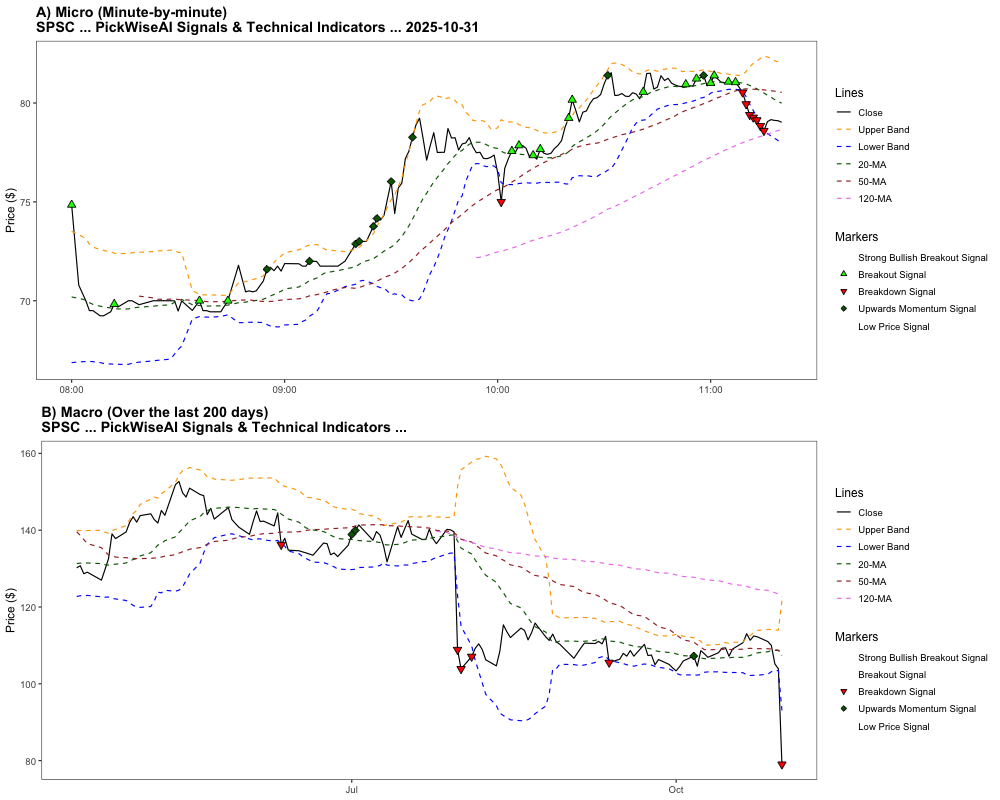 A) Micro (Minute-by-minute)
SPSC ... PickWiseAI Signals & Technical Indicators ... 2025-10-31
Price ($)
80
75
70
08:00
09:00
10:00
11:00
Lines
Close
Upper Band
Lower Band
20-MA
50-MA
120-MA
Markers
Strong Bullish Breakout Signal
Breakout Signal
Breakdown Signal
Upwards Momentum Signal
Low Price Signal
B) Macro (Over the last 200 days)
SPSC ... PickWiseAI Signals & Technical Indicators ...
Price ($)
160
140
120
100
80
Jul
Oct
Lines
Close
Upper Band
Lower Band
20-MA
50-MA
120-MA
Markers
Strong Bullish Breakout Signal
Breakout Signal
Breakdown Signal
Upwards Momentum Signal
Low Price Signal